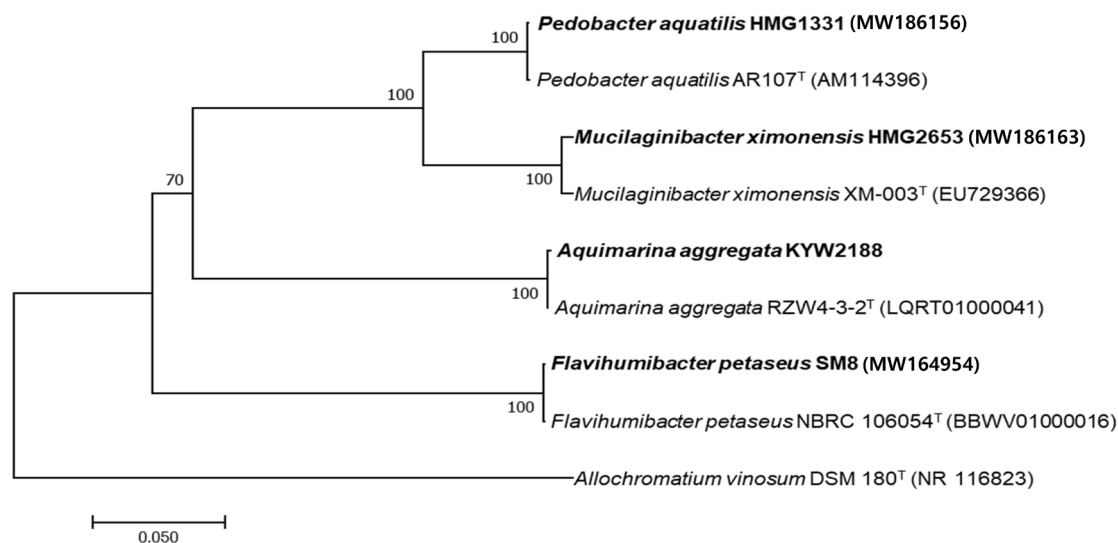 Pedobacter aquatilis HMG1331 (MW186156)
100
Pedobacter aquatilis AR107ᵀ (AM114396)
100
Mucilaginibacter ximonensis HMG2653 (MW186163)
100
Mucilaginibacter ximonensis XM-003ᵀ (EU729366)
70
Aquimarina aggregata KYW2188
100
Aquimarina aggregata RZW4-3-2ᵀ (LQRT01000041)
Flavihumibacter petaseus SM8 (MW164954)
100
Flavihumibacter petaseus NBRC 106054ᵀ (BBWV01000016)
Allochromatium vinosum DSM 180ᵀ (NR 116823)
0.050